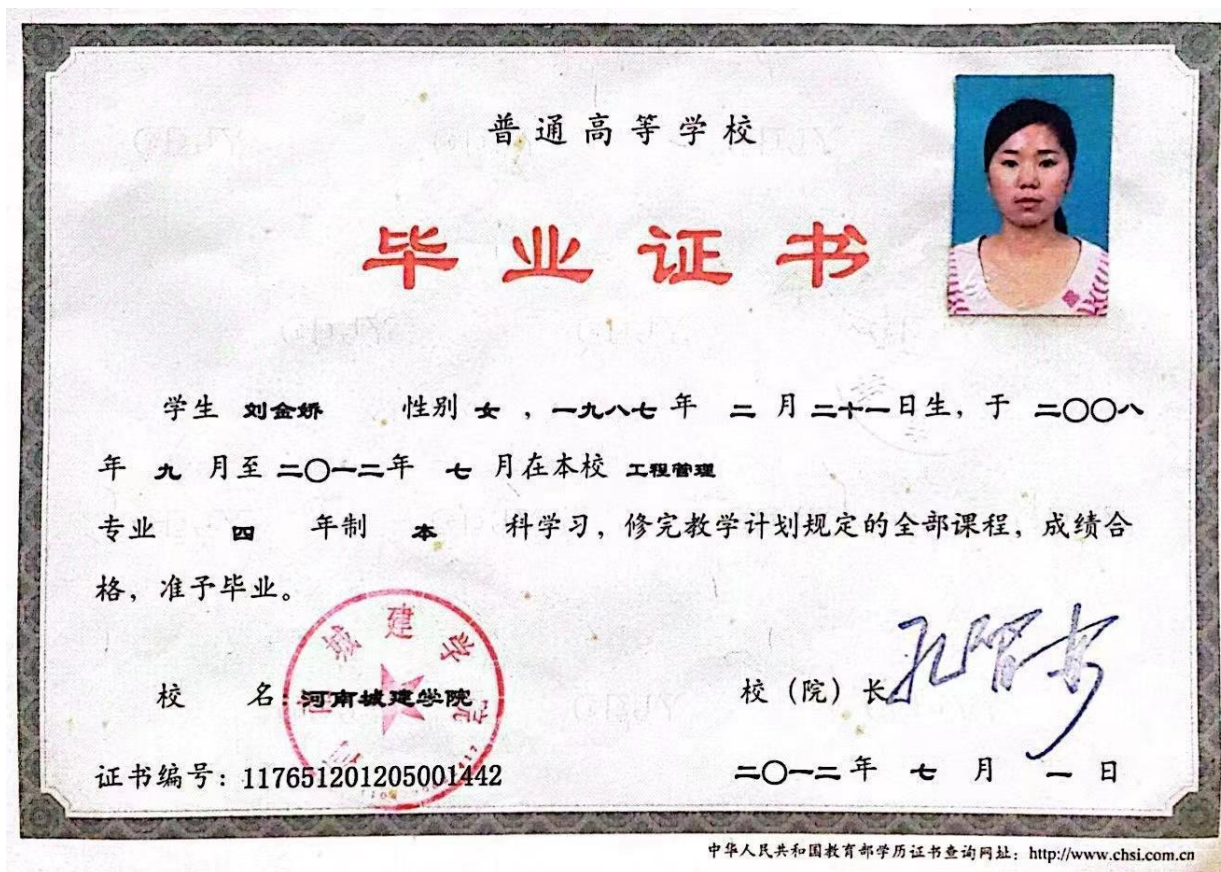 普通高等学校
毕业证书
学生 刘金娇 性别 女 ，一九八七 年 二 月 二十一 日生，于 二〇〇八
年 九 月至 二〇一二 年 七 月在本校 工程管理
专业 四 年制 本 科学习，修完教学计划规定的全部课程，成绩合
格，准予毕业。
城建学院
校 名：河南城建学院
校（院）长
证书编号：117651201205001442
二〇一二 年 七 月 一 日
中华人民共和国教育部学历证书查询网址：http://www.chsi.com.cn